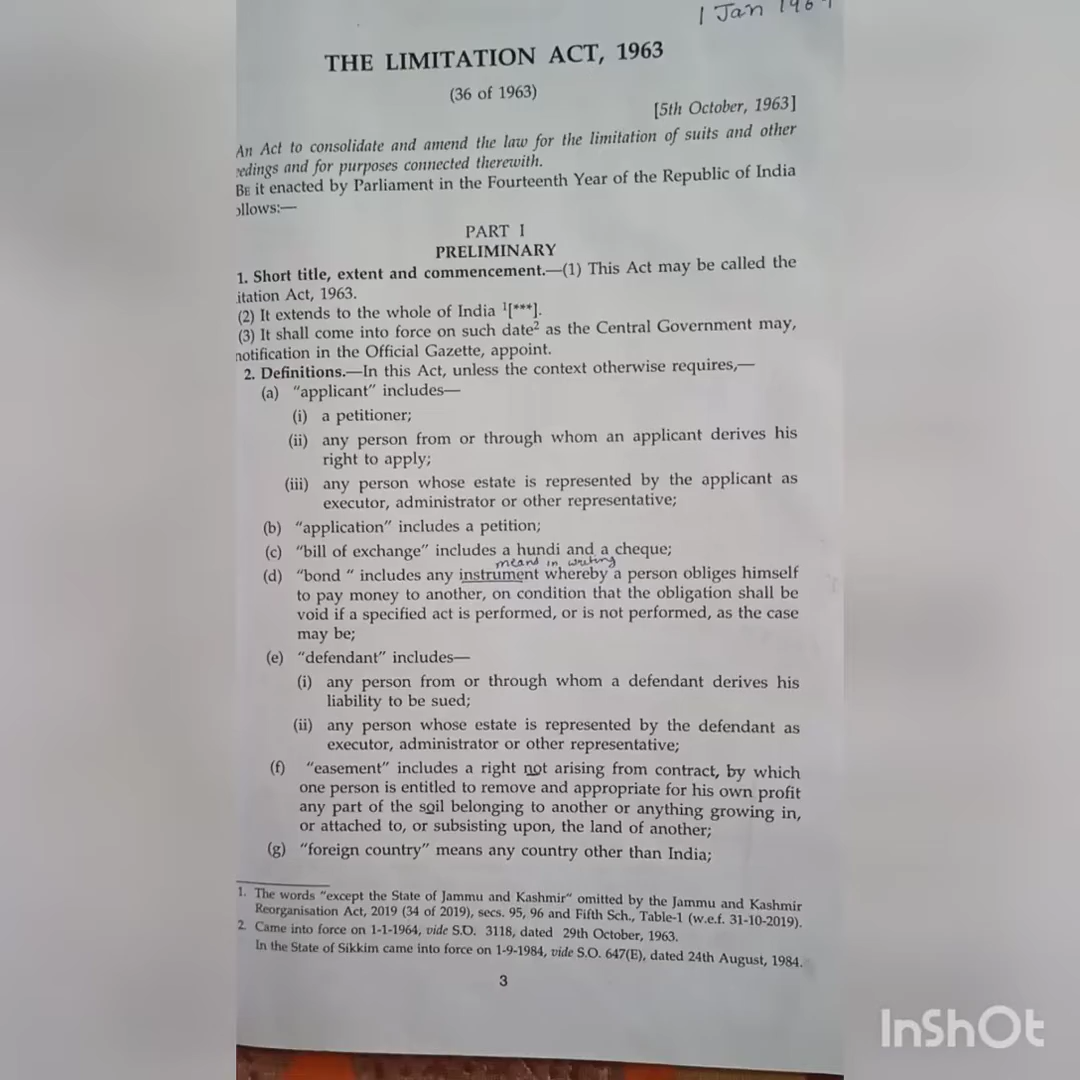 1 Jan 196
THE LIMITATION ACT, 1963
(36 of 1963)
[5th October, 1963]
An Act to consolidate and amend the law for the limitation of suits and other
edings and for purposes connected therewith.
BE it enacted by Parliament in the Fourteenth Year of the Republic of India
ollows:—
PART I
PRELIMINARY
1. Short title, extent and commencement.—(1) This Act may be called the
itation Act, 1963.
(2) It extends to the whole of India 1[***].
(3) It shall come into force on such date2 as the Central Government may,
notification in the Official Gazette, appoint.
2. Definitions.—In this Act, unless the context otherwise requires,—
(a) "applicant" includes—
(i) a petitioner;
(ii) any person from or through whom an applicant derives his
right to apply;
(iii) any person whose estate is represented by the applicant as
executor, administrator or other representative;
(b) "application" includes a petition;
(c) "bill of exchange" includes a hundi and a cheque;
means in writing
(d) "bond " includes any instrument whereby a person obliges himself
to pay money to another, on condition that the obligation shall be
void if a specified act is performed, or is not performed, as the case
may be;
(e) "defendant" includes—
(i) any person from or through whom a defendant derives his
liability to be sued;
(ii) any person whose estate is represented by the defendant as
executor, administrator or other representative;
(f) "easement" includes a right not arising from contract, by which
one person is entitled to remove and appropriate for his own profit
any part of the soil belonging to another or anything growing in,
or attached to, or subsisting upon, the land of another;
(g) "foreign country" means any country other than India;
1. The words "except the State of Jammu and Kashmir" omitted by the Jammu and Kashmir
Reorganisation Act, 2019 (34 of 2019), secs. 95, 96 and Fifth Sch., Table-1 (w.e.f. 31-10-2019).
2. Came into force on 1-1-1964, vide S.O. 3118, dated 29th October, 1963.
In the State of Sikkim came into force on 1-9-1984, vide S.O. 647(E), dated 24th August, 1984.
3
InShOt